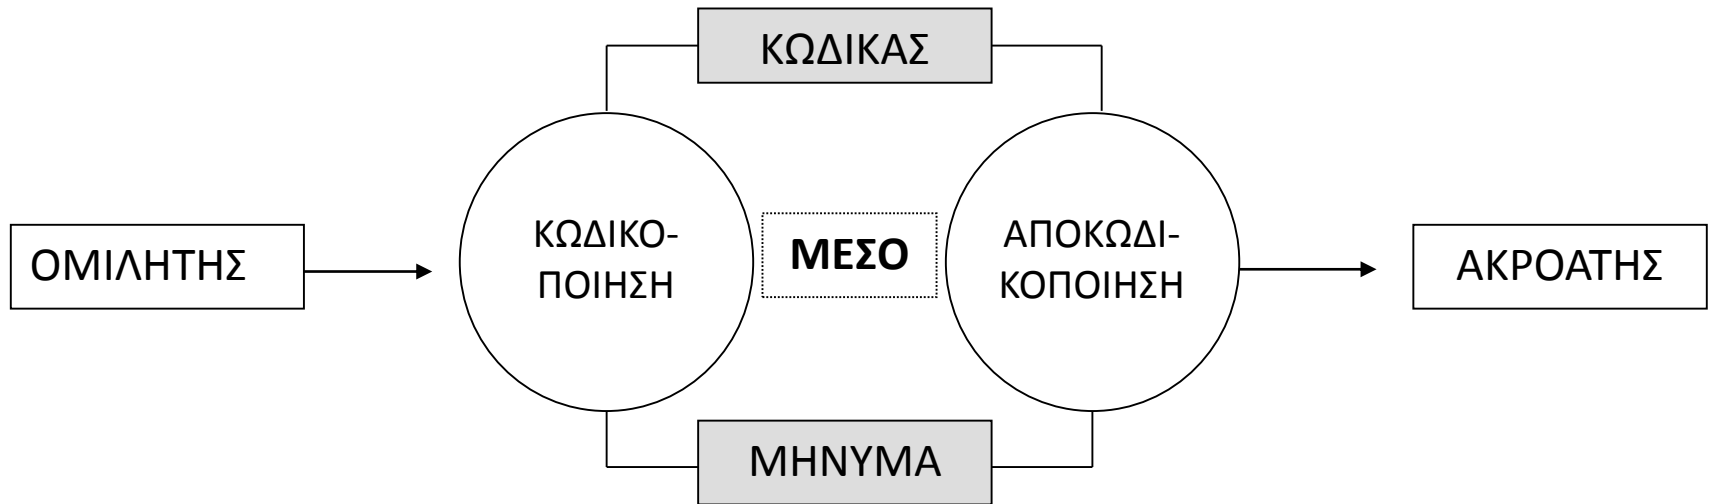 ΚΩΔΙΚΑΣ
ΟΜΙΛΗΤΗΣ
ΚΩΔΙΚΟ-
ΠΟΙΗΣΗ
ΜΕΣΟ
ΑΠΟΚΩΔΙ-
ΚΟΠΟΙΗΣΗ
ΑΚΡΟΑΤΗΣ
ΜΗΝΥΜΑ